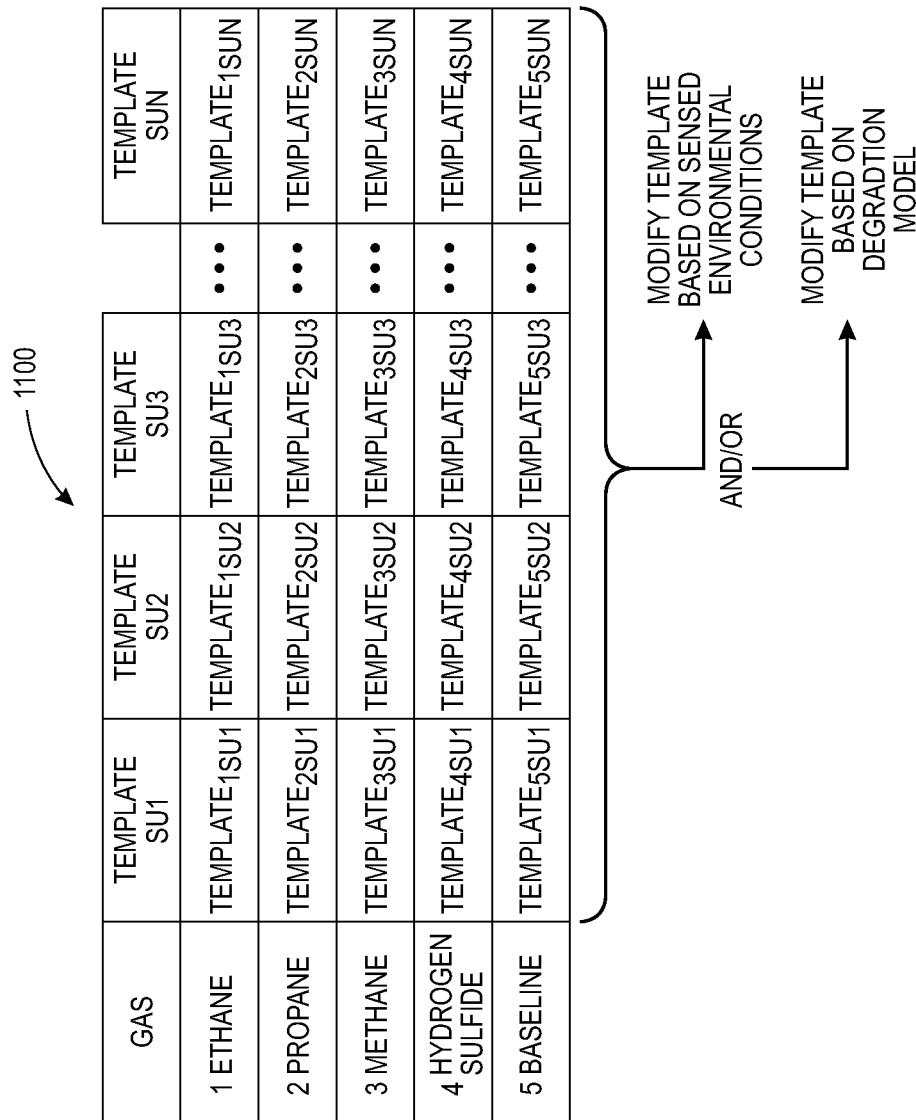 1100
GAS
TEMPLATE
SU1
TEMPLATE
SU2
TEMPLATE
SU3
TEMPLATE
SUN
1 ETHANE
TEMPLATE1SU1
TEMPLATE1SU2
TEMPLATE1SU3
•••
TEMPLATE1SUN
2 PROPANE
TEMPLATE2SU1
TEMPLATE2SU2
TEMPLATE2SU3
•••
TEMPLATE2SUN
3 METHANE
TEMPLATE3SU1
TEMPLATE3SU2
TEMPLATE3SU3
•••
TEMPLATE3SUN
4 HYDROGEN
SULFIDE
TEMPLATE4SU1
TEMPLATE4SU2
TEMPLATE4SU3
•••
TEMPLATE4SUN
5 BASELINE
TEMPLATE5SU1
TEMPLATE5SU2
TEMPLATE5SU3
•••
TEMPLATE5SUN
MODIFY TEMPLATE
BASED ON SENSED
ENVIRONMENTAL
CONDITIONS
AND/OR
MODIFY TEMPLATE
BASED ON
DEGRADTION
MODEL